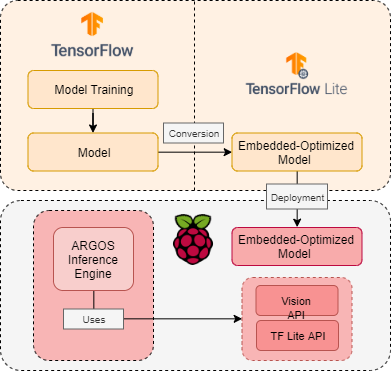 TensorFlow
TensorFlow Lite
Model Training
Conversion
Model
Embedded-Optimized
Model
Deployment
ARGOS
Inference
Engine
Embedded-Optimized
Model
Uses
Vision
API
TF Lite API